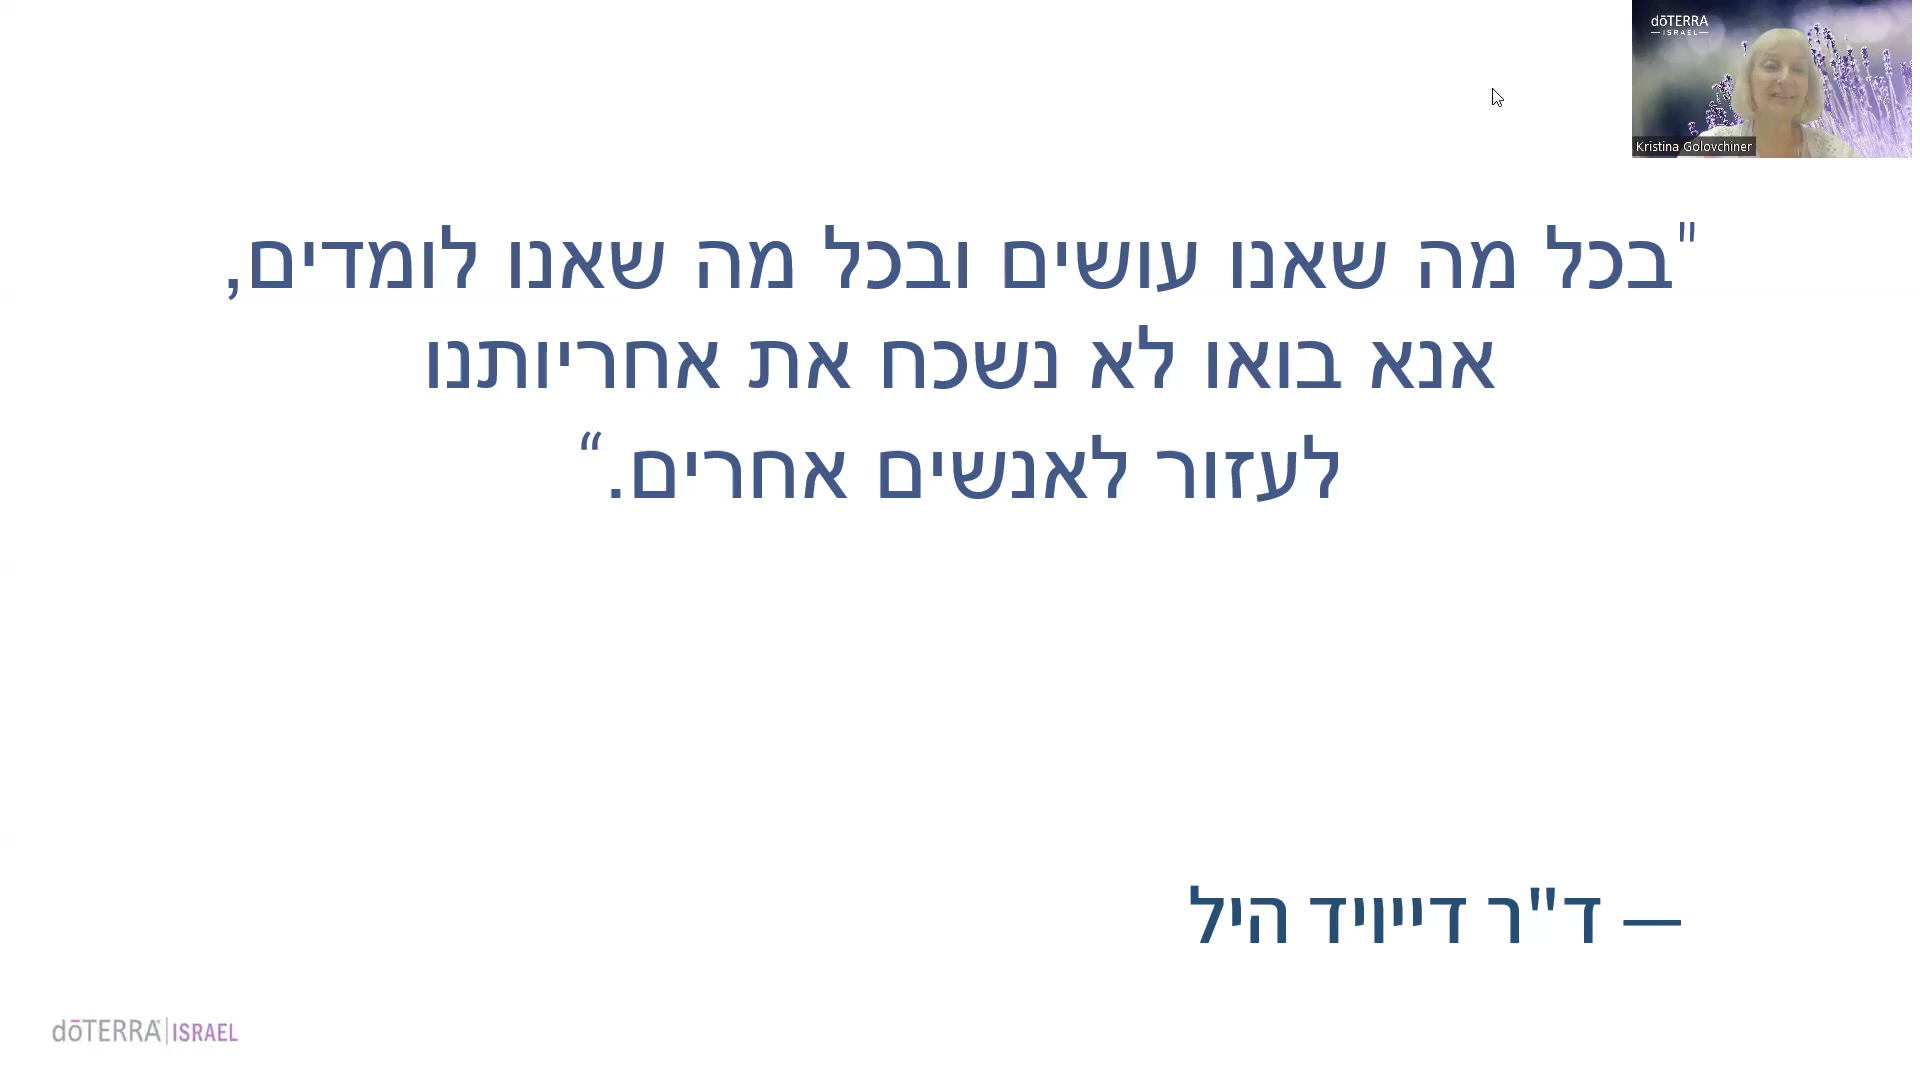 dōTERRA
ISRAEL
Kristina Golovchiner
"בכל מה שאנו עושים ובכל מה שאנו לומדים,
אנא בואו לא נשכח את אחריותנו
לעזור לאנשים אחרים.“
— ד"ר דייויד היל
dōTERRA | ISRAEL